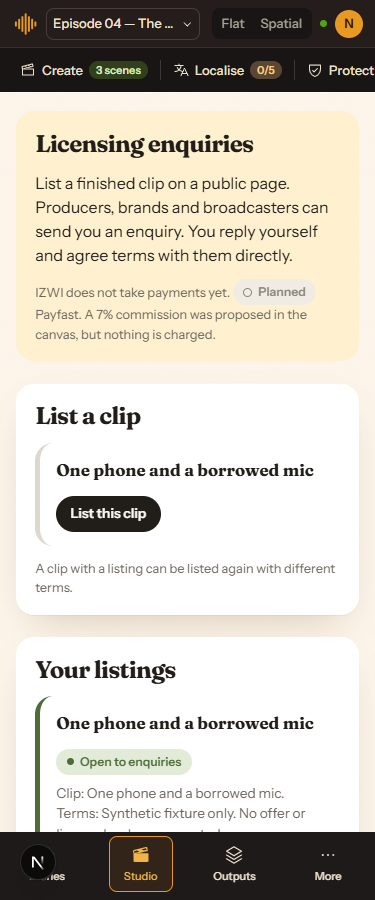 Episode 04 — The ...
Flat
Spatial
N
Create
3 scenes
Localise
0/5
Protect
Licensing enquiries
List a finished clip on a public page.
Producers, brands and broadcasters can
send you an enquiry. You reply yourself
and agree terms with them directly.
IZWI does not take payments yet.
Planned
Payfast. A 7% commission was proposed in the
canvas, but nothing is charged.
List a clip
One phone and a borrowed mic
List this clip
A clip with a listing can be listed again with different
terms.
Your listings
One phone and a borrowed mic
Open to enquiries
Clip: One phone and a borrowed mic.
Terms: Synthetic fixture only. No offer or
N
Studio
Outputs
More